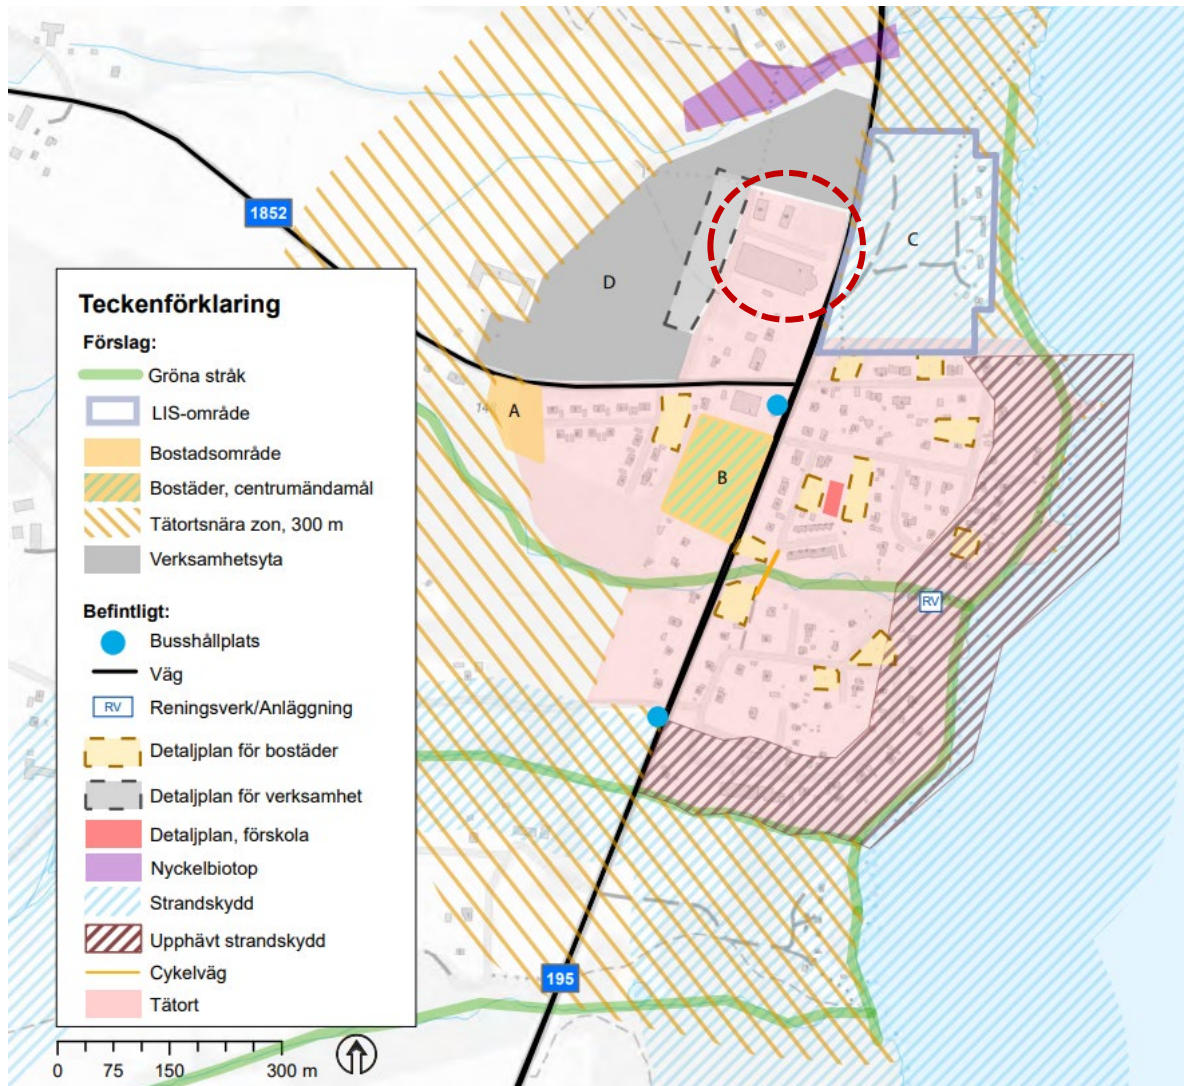 1852
C
D
Teckenförklaring
Förslag:
Gröna stråk
LIS-område
Bostadsområde
Bostäder, centrumändamål
Tätortsnära zon, 300 m
Verksamhetsyta
Befintligt:
Busshållplats
Väg
RV Reningsverk/Anläggning
Detaljplan för bostäder
Detaljplan för verksamhet
Detaljplan, förskola
Nyckelbiotop
Strandskydd
Upphävt strandskydd
Cykelväg
Tätort
A
B
RV
195
0 75 150 300 m